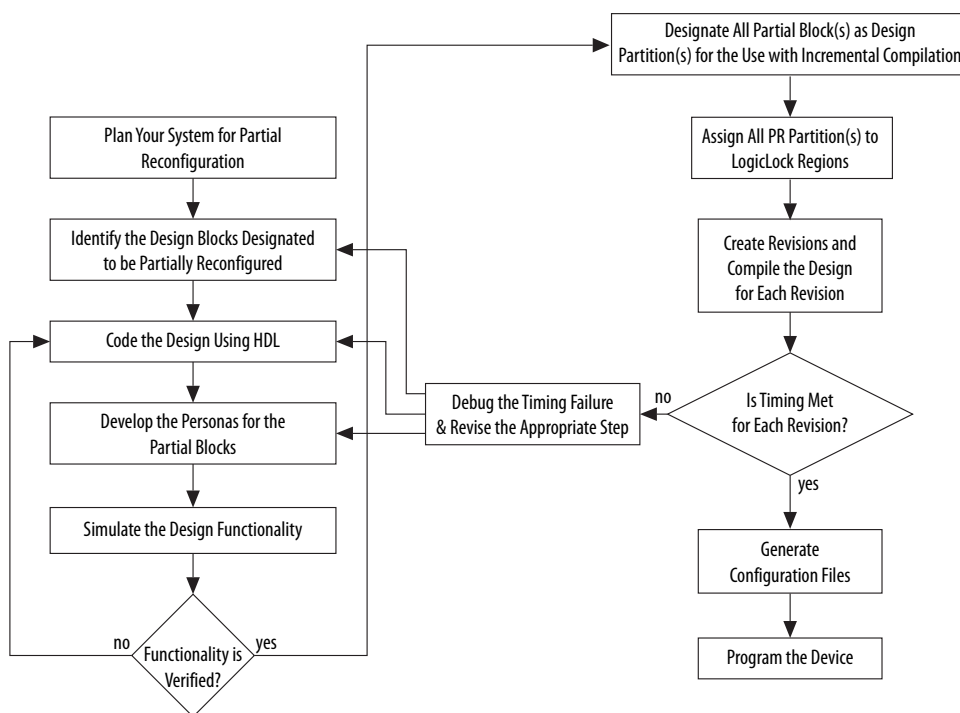 Plan Your System for Partial
Reconfiguration
Identify the Design Blocks Designated
to be Partially Reconfigured
Code the Design Using HDL
Develop the Personas for the
Partial Blocks
Simulate the Design Functionality
no
Functionality is
Verified?
yes
Designate All Partial Block(s) as Design
Partition(s) for the Use with Incremental Compilation
Assign All PR Partition(s) to
LogicLock Regions
Create Revisions and
Compile the Design
for Each Revision
Is Timing Met
for Each Revision?
no
Debug the Timing Failure
& Revise the Appropriate Step
yes
Generate
Configuration Files
Program the Device